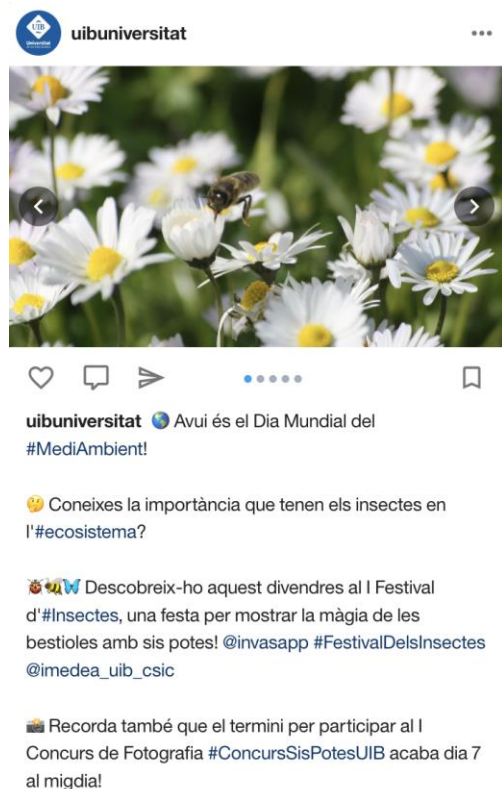 UIB
Universitat
uibuniversitat
uibuniversitat 🌎 Avui és el Dia Mundial del
#MediAmbient!
🤔 Coneixes la importància que tenen els insectes en
l'#ecosistema?
🐞🐝🦋 Descobreix-ho aquest divendres al I Festival
d'#Insectes, una festa per mostrar la màgia de les
bestioles amb sis potes! @invasapp #FestivalDelsInsectes
@imedea_uib_csic
📸 Recorda també que el termini per participar al I
Concurs de Fotografia #ConcursSisPotesUIB acaba dia 7
al migdia!